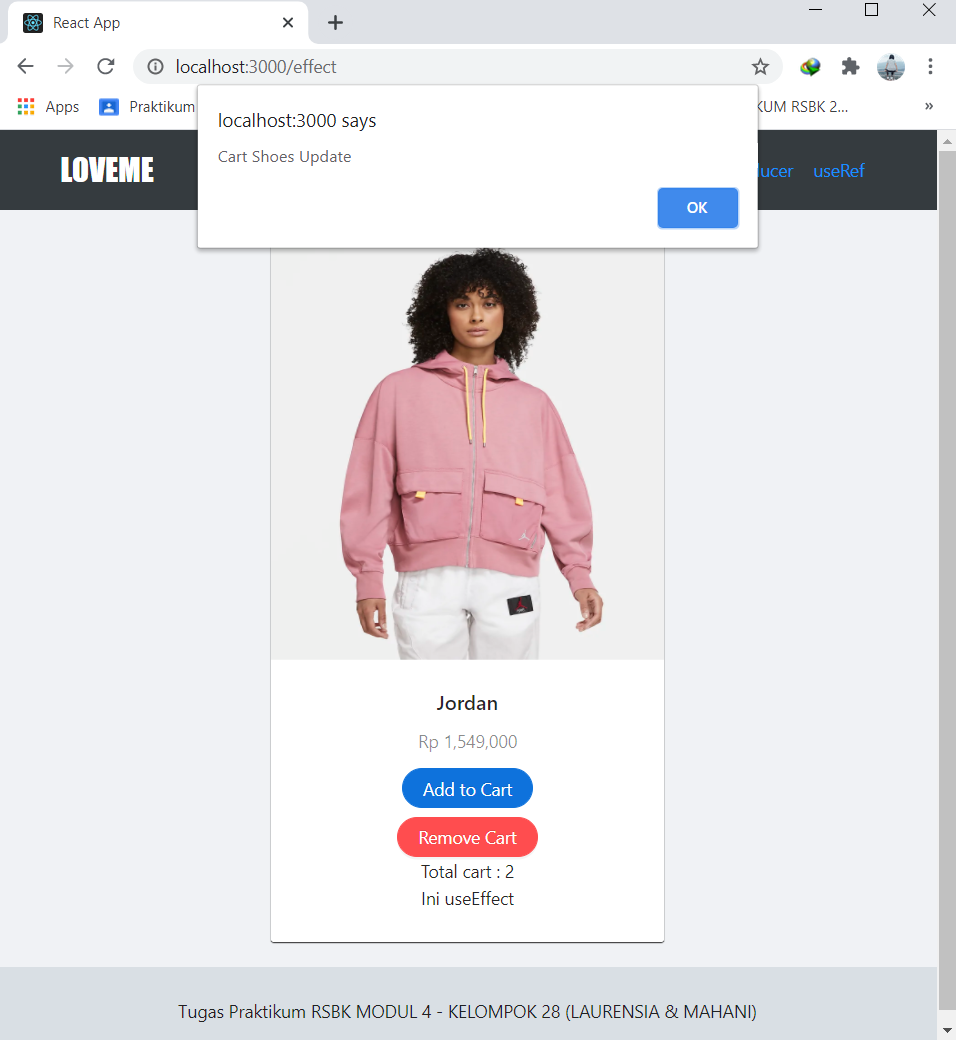 React App
localhost:3000/effect
Apps
Praktikum
KUM RSBK 2...
»
localhost:3000 says
Cart Shoes Update
OK
LOVEME
ucer
useRef
Jordan
Rp 1,549,000
Add to Cart
Remove Cart
Total cart : 2
Ini useEffect
Tugas Praktikum RSBK MODUL 4 - KELOMPOK 28 (LAURENSIA & MAHANI)